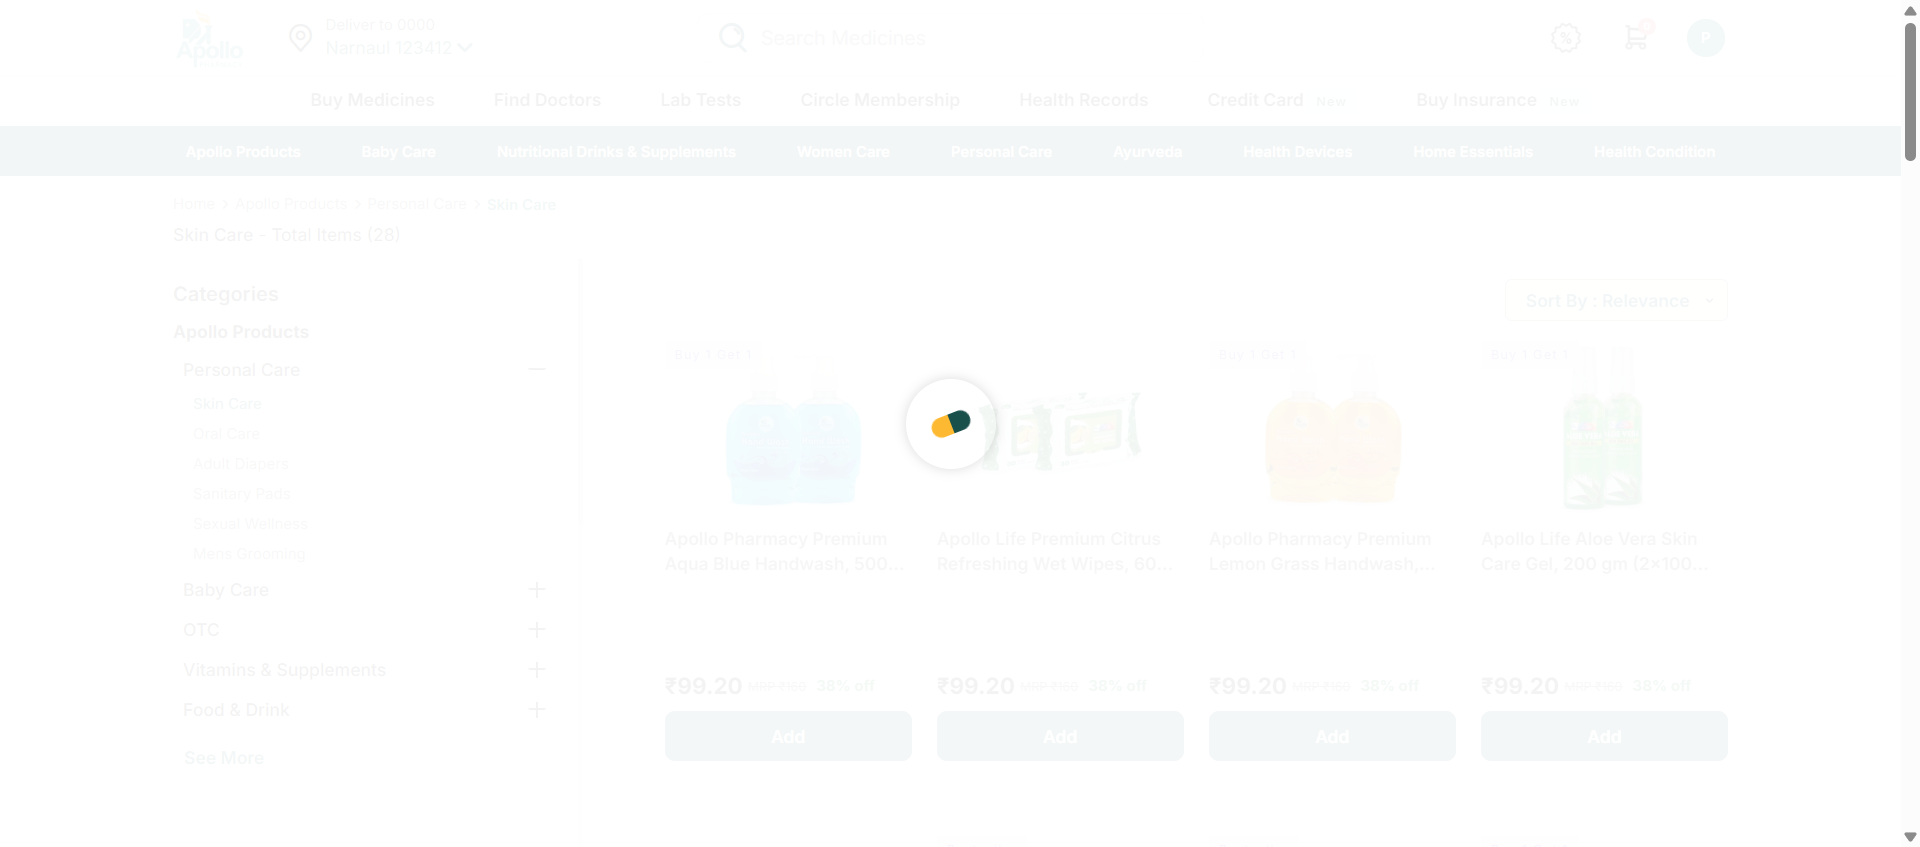 Apollo
Deliver to 0000
Narnaul 123412
Search Medicines
%
P
Buy Medicines
Find Doctors
Lab Tests
Circle Membership
Health Records
Credit Card New
Buy Insurance New
Apollo Products
Baby Care
Nutritional Drinks & Supplements
Women Care
Personal Care
Ayurveda
Health Devices
Home Essentials
Health Condition
Home > Apollo Products > Personal Care > Skin Care
Skin Care - Total Items (28)
Categories
Apollo Products
Personal Care
Skin Care
Oral Care
Adult Diapers
Sanitary Pads
Sexual Wellness
Mens Grooming
Baby Care
OTC
Vitamins & Supplements
Food & Drink
See More
Sort By : Relevance
Buy 1 Get 1
Apollo Pharmacy Premium
Aqua Blue Handwash, 500...
₹99.20 MRP ₹160 38% off
Add
Apollo Life Premium Citrus
Refreshing Wet Wipes, 60...
₹99.20 MRP ₹160 38% off
Add
Buy 1 Get 1
Apollo Pharmacy Premium
Lemon Grass Handwash,...
₹99.20 MRP ₹160 38% off
Add
Buy 1 Get 1
Apollo Life Aloe Vera Skin
Care Gel, 200 gm (2x100...
₹99.20 MRP ₹160 38% off
Add